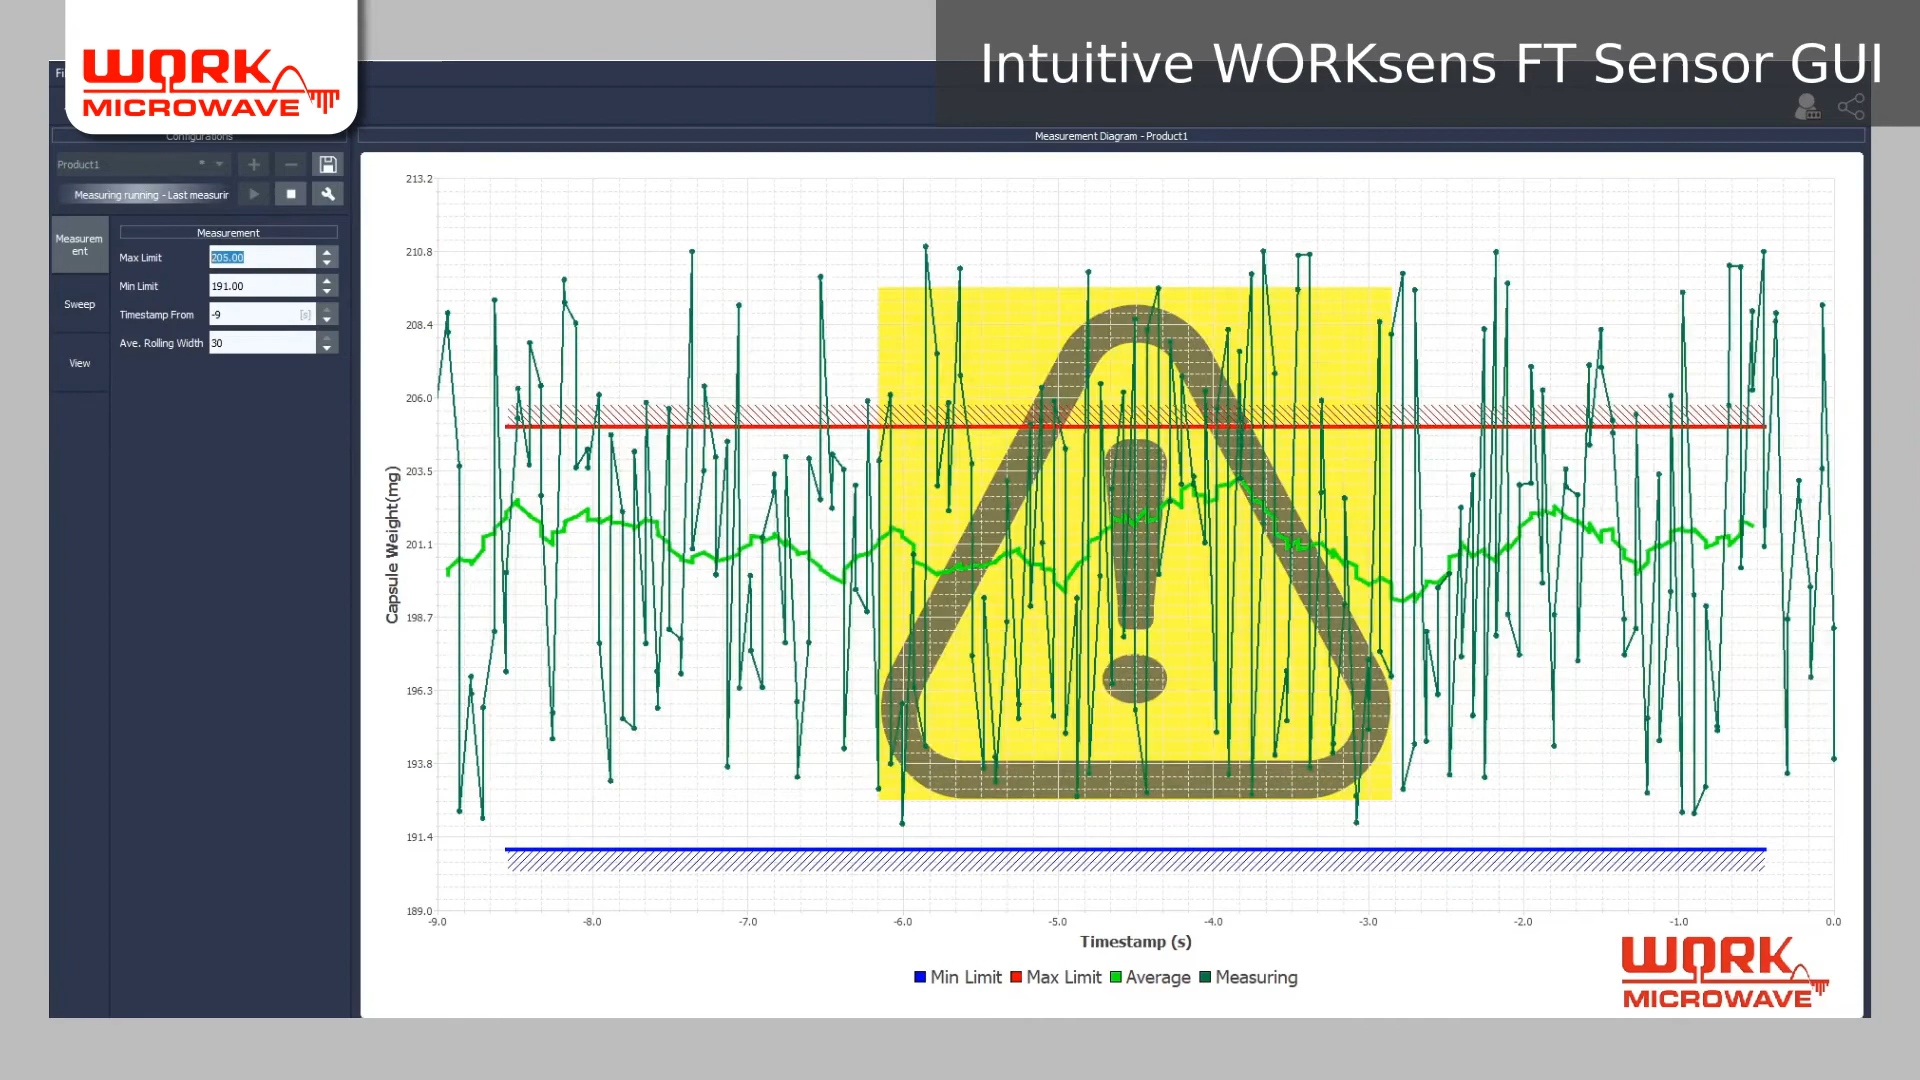 Intuitive WORKsens FT Sensor GUI
WORK
MICROWAVE
Fi
Configurations
Measurement Diagram - Product1
Product1
Measuring running - Last measurir
Measurem
ent
Sweep
View
Measurement
Max Limit 205.00
Min Limit 191.00
Timestamp From -9 [s]
Ave. Rolling Width 30
Capsule Weight(mg)
213.2
210.8
208.4
206.0
203.5
201.1
198.7
196.3
193.8
191.4
189.0
-9.0 -8.0 -7.0 -6.0 -5.0 -4.0 -3.0 -2.0 -1.0 0.0
Timestamp (s)
Min Limit Max Limit Average Measuring
WORK
MICROWAVE